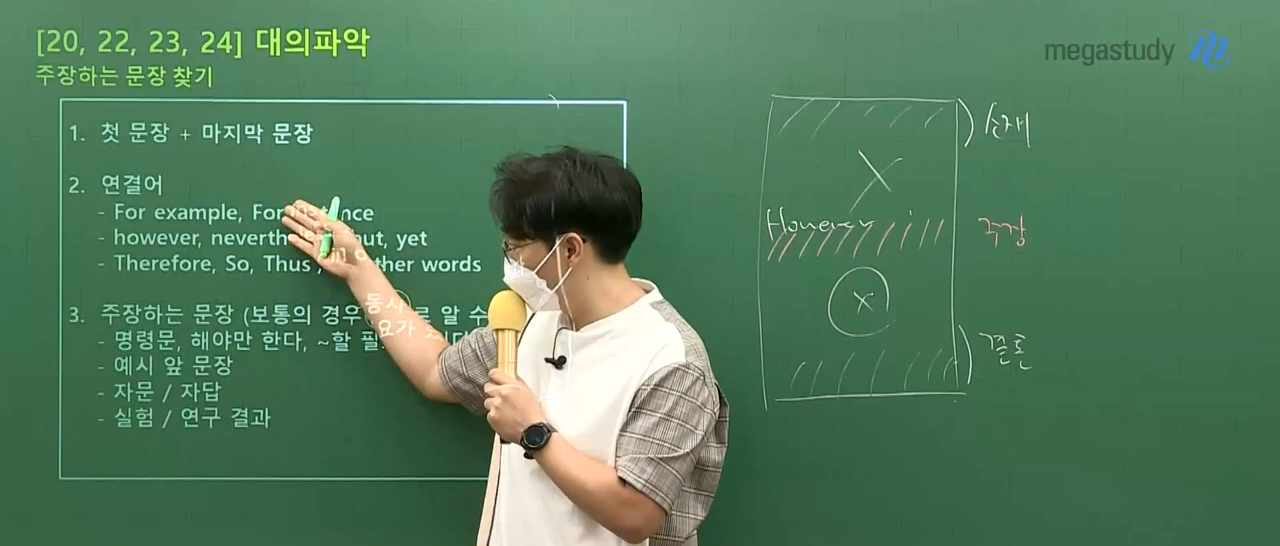 [20, 22, 23, 24] 대의파악
주장하는 문장 찾기
megastudy
1. 첫 문장 + 마지막 문장
2. 연결어
- For example, For
- however, but, yet
- Therefore, So, Thus / other words
3. 주장하는 문장 (보통의 경우 동사로 알 수
- 명령문, 해야만 한다, ~할 필요가
- 예시 앞 문장
- 자문 / 자답
- 실험 / 연구 결과
소재
However
주장
결론